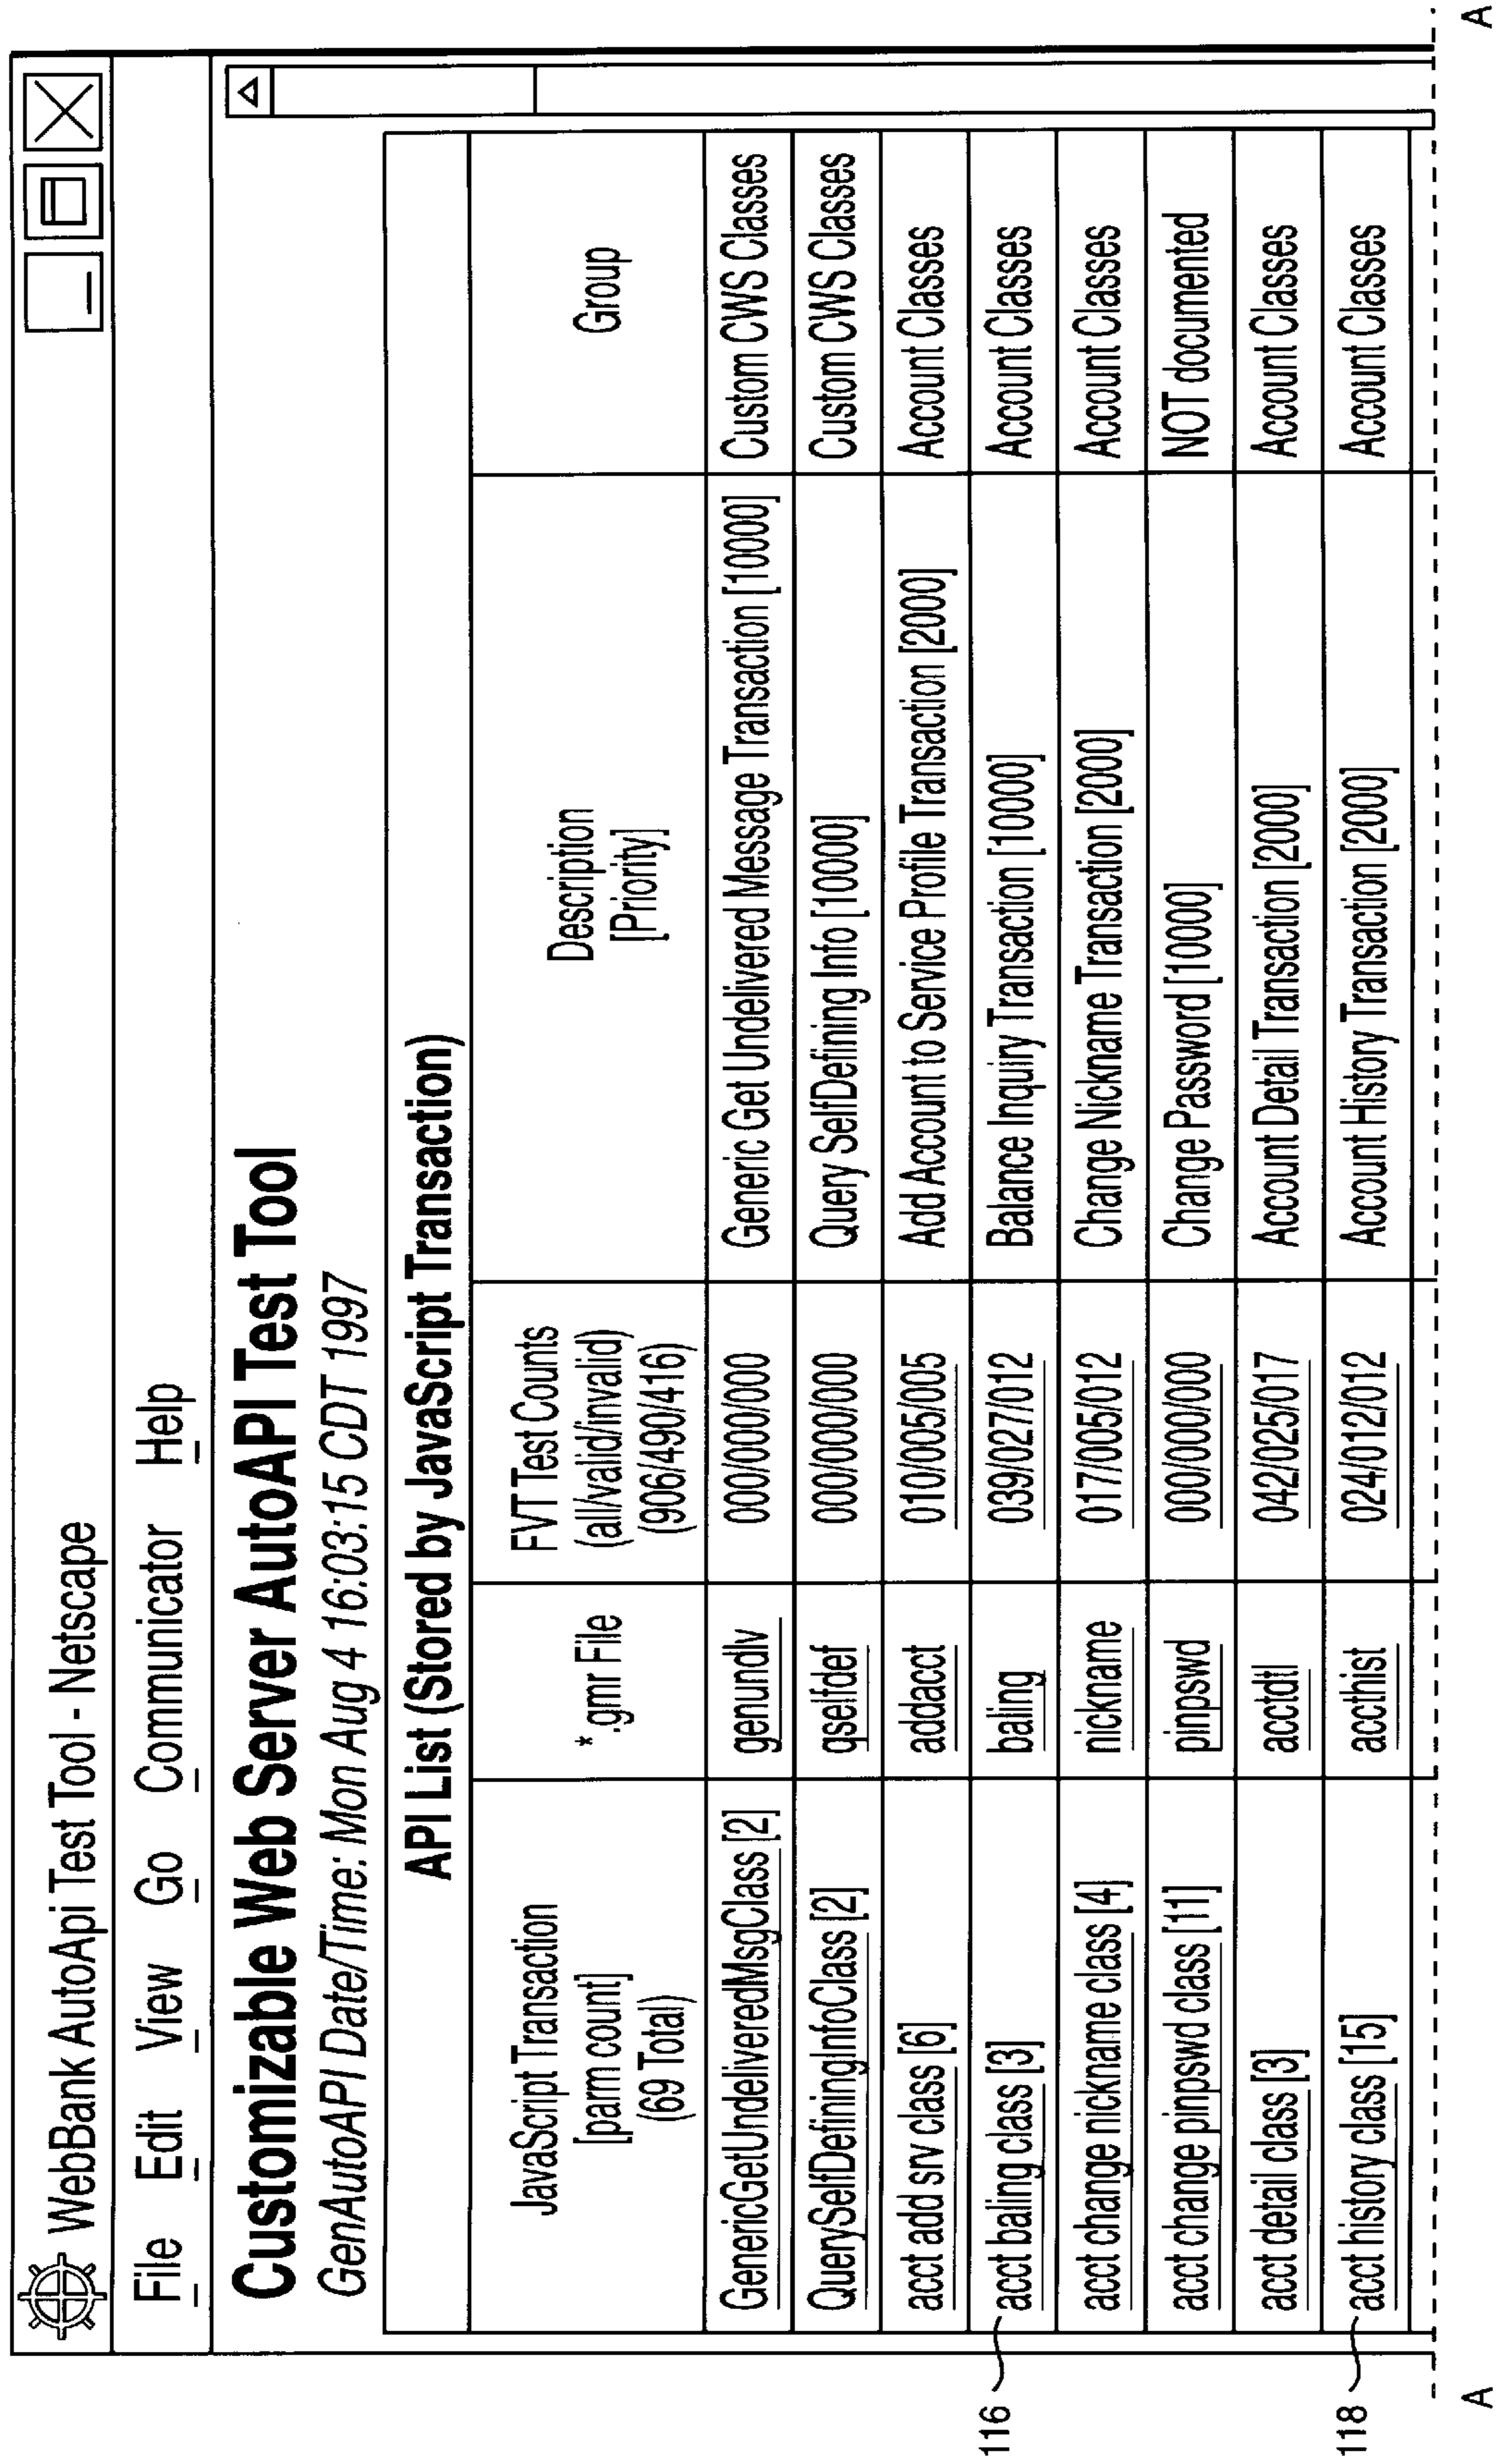 WebBank AutoApi Test Tool - Netscape
File Edit View Go Communicator Help
Customizable Web Server AutoAPI Test Tool
GenAutoAPI Date/Time: Mon Aug 4 16:03:15 CDT 1997
API List (Stored by JavaScript Transaction)
JavaScript Transaction
[parm count]
(69 Total)
*.gmr File
FVT Test Counts
(all/valid/invalid)
(906/490/416)
Description
[Priority]
Group
GenericGetUndeliveredMsgClass [2] genundlv 000/000/000 Generic Get Undelivered Message Transaction [10000] Custom CWS Classes
QuerySelfDefiningInfoClass [2] qselfdef 000/000/000 Query SelfDefining Info [10000] Custom CWS Classes
acct add srv class [6] addacct 010/005/005 Add Account to Service Profile Transaction [2000] Account Classes
116 acct balinq class [3] balinq 039/027/012 Balance Inquiry Transaction [10000] Account Classes
acct change nickname class [4] nickname 017/005/012 Change Nickname Transaction [2000] Account Classes
acct change pinpswd class [11] pinpswd 000/000/000 Change Password [10000] NOT documented
acct detail class [3] acctdtl 042/025/017 Account Detail Transaction [2000] Account Classes
118 acct history class [15] accthist 024/012/012 Account History Transaction [2000] Account Classes
A A